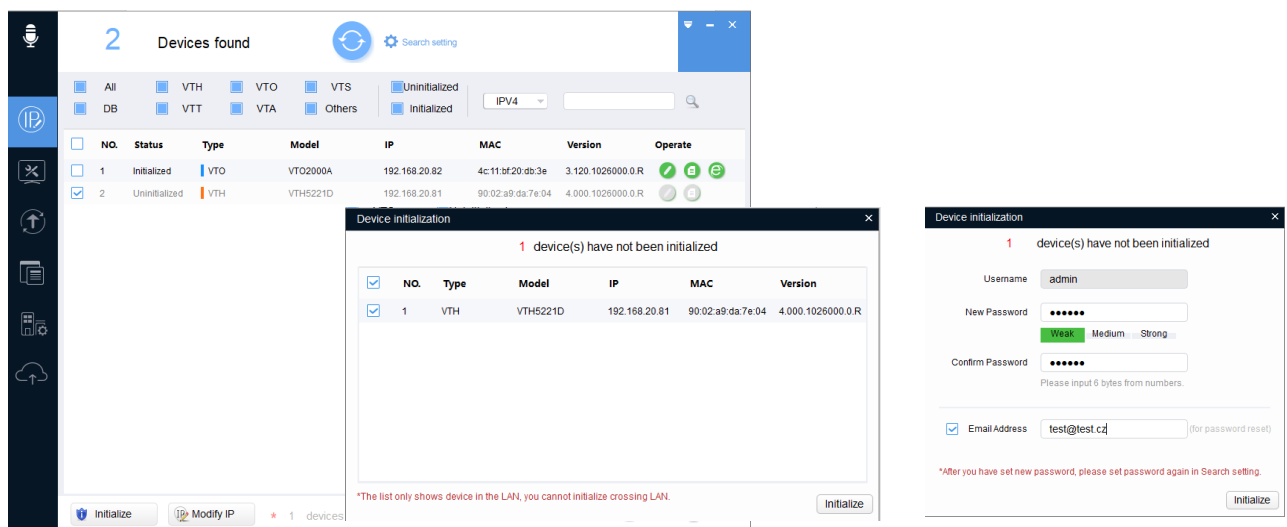 2 Devices found Search setting
All VTH VTO VTS Uninitialized
DB VTT VTA Others Initialized
IPV4
NO. Status Type Model IP MAC Version Operate
1 Initialized VTO VTO2000A 192.168.20.82 4c:11:bf:20:db:3e 3.120.1026000.0.R
2 Uninitialized VTH VTH5221D 192.168.20.81 90:02:a9:da:7e:04 4.000.1026000.0.R
Initialize Modify IP * 1 devices
Device initialization
1 device(s) have not been initialized
NO. Type Model IP MAC Version
1 VTH VTH5221D 192.168.20.81 90:02:a9:da:7e:04 4.000.1026000.0.R
*The list only shows device in the LAN, you cannot initialize crossing LAN.
Initialize
Device initialization
1 device(s) have not been initialized
Username admin
New Password ●●●●●●
Weak Medium Strong
Confirm Password ●●●●●●
Please input 6 bytes from numbers.
Email Address test@test.cz (for password reset)
*After you have set new password, please set password again in Search setting.
Initialize